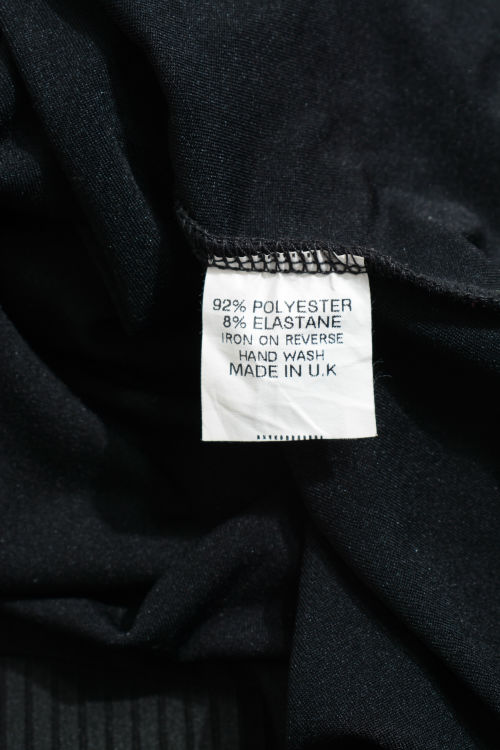 92% POLYESTER
8% ELASTANE
IRON ON REVERSE
HAND WASH
MADE IN U.K